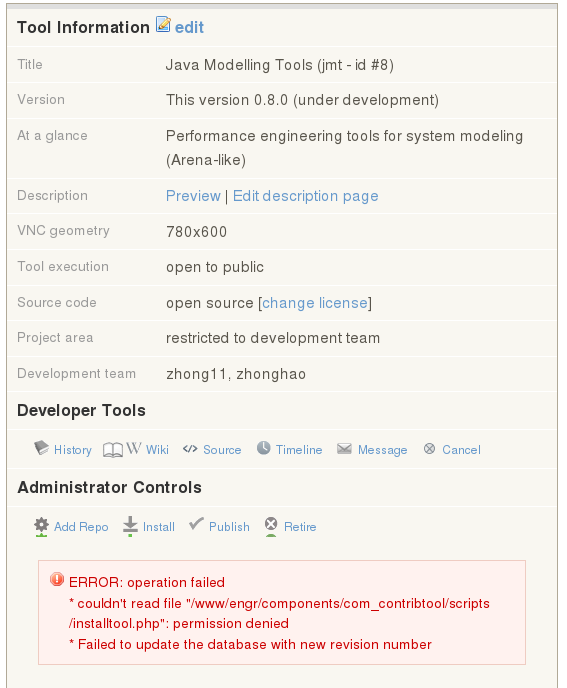 Tool Information edit
Title Java Modelling Tools (jmt - id #8)
Version This version 0.8.0 (under development)
At a glance Performance engineering tools for system modeling
(Arena-like)
Description Preview | Edit description page
VNC geometry 780x600
Tool execution open to public
Source code open source [change license]
Project area restricted to development team
Development team zhong11, zhonghao
Developer Tools
History W Wiki </> Source Timeline Message Cancel
Administrator Controls
Add Repo Install Publish Retire
ERROR: operation failed
* couldn't read file "/www/engr/components/com_contribtool/scripts
/installtool.php": permission denied
* Failed to update the database with new revision number